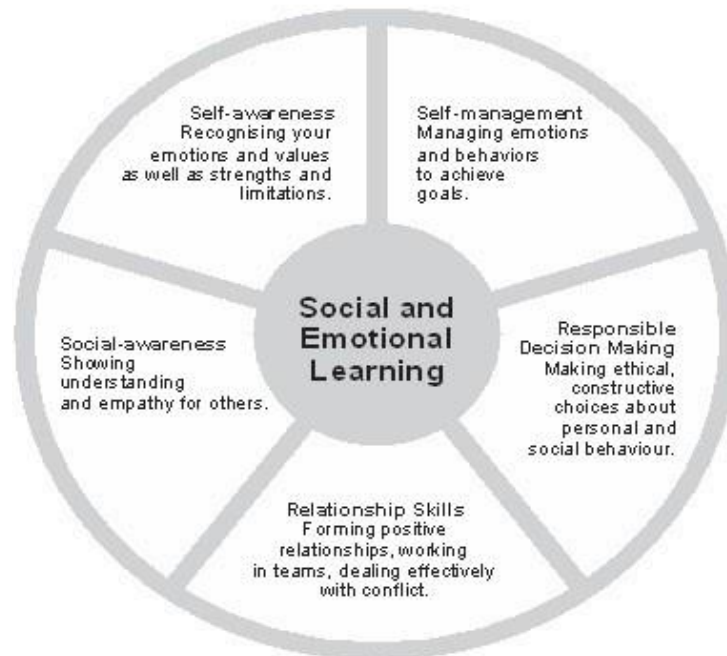 Self-awareness
Recognising your
emotions and values
as well as strengths and
limitations.
Self-management
Managing emotions
and behaviors
to achieve
goals.
Social and
Emotional
Learning
Social-awareness
Showing
understanding
and empathy for others.
Responsible
Decision Making
Making ethical,
constructive
choices about
personal and
social behaviour.
Relationship Skills
Forming positive
relationships, working
in teams, dealing effectively
with conflict.